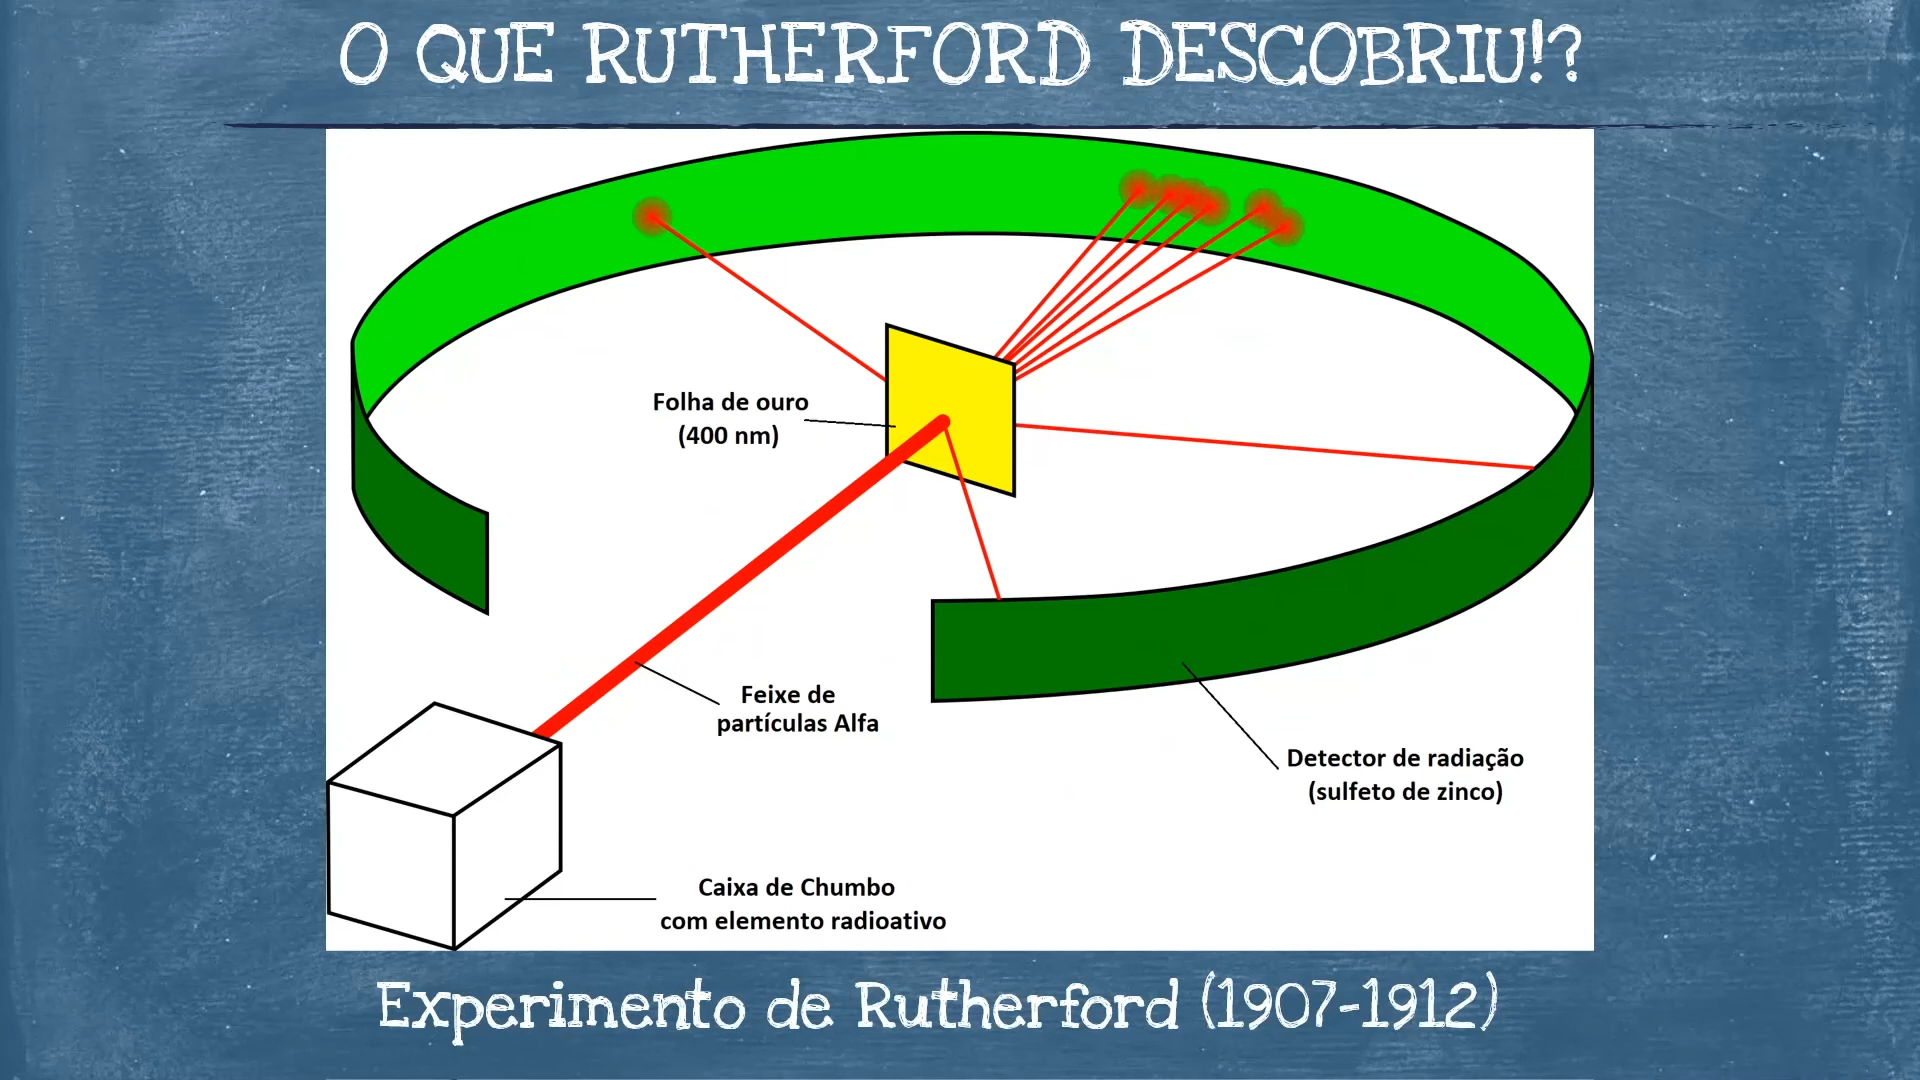 O QUE RUTHERFORD DESCOBRIU!?
Folha de ouro
(400 nm)
Feixe de
partículas Alfa
Detector de radiação
(sulfeto de zinco)
Caixa de Chumbo
com elemento radioativo
Experimento de Rutherford (1907-1912)